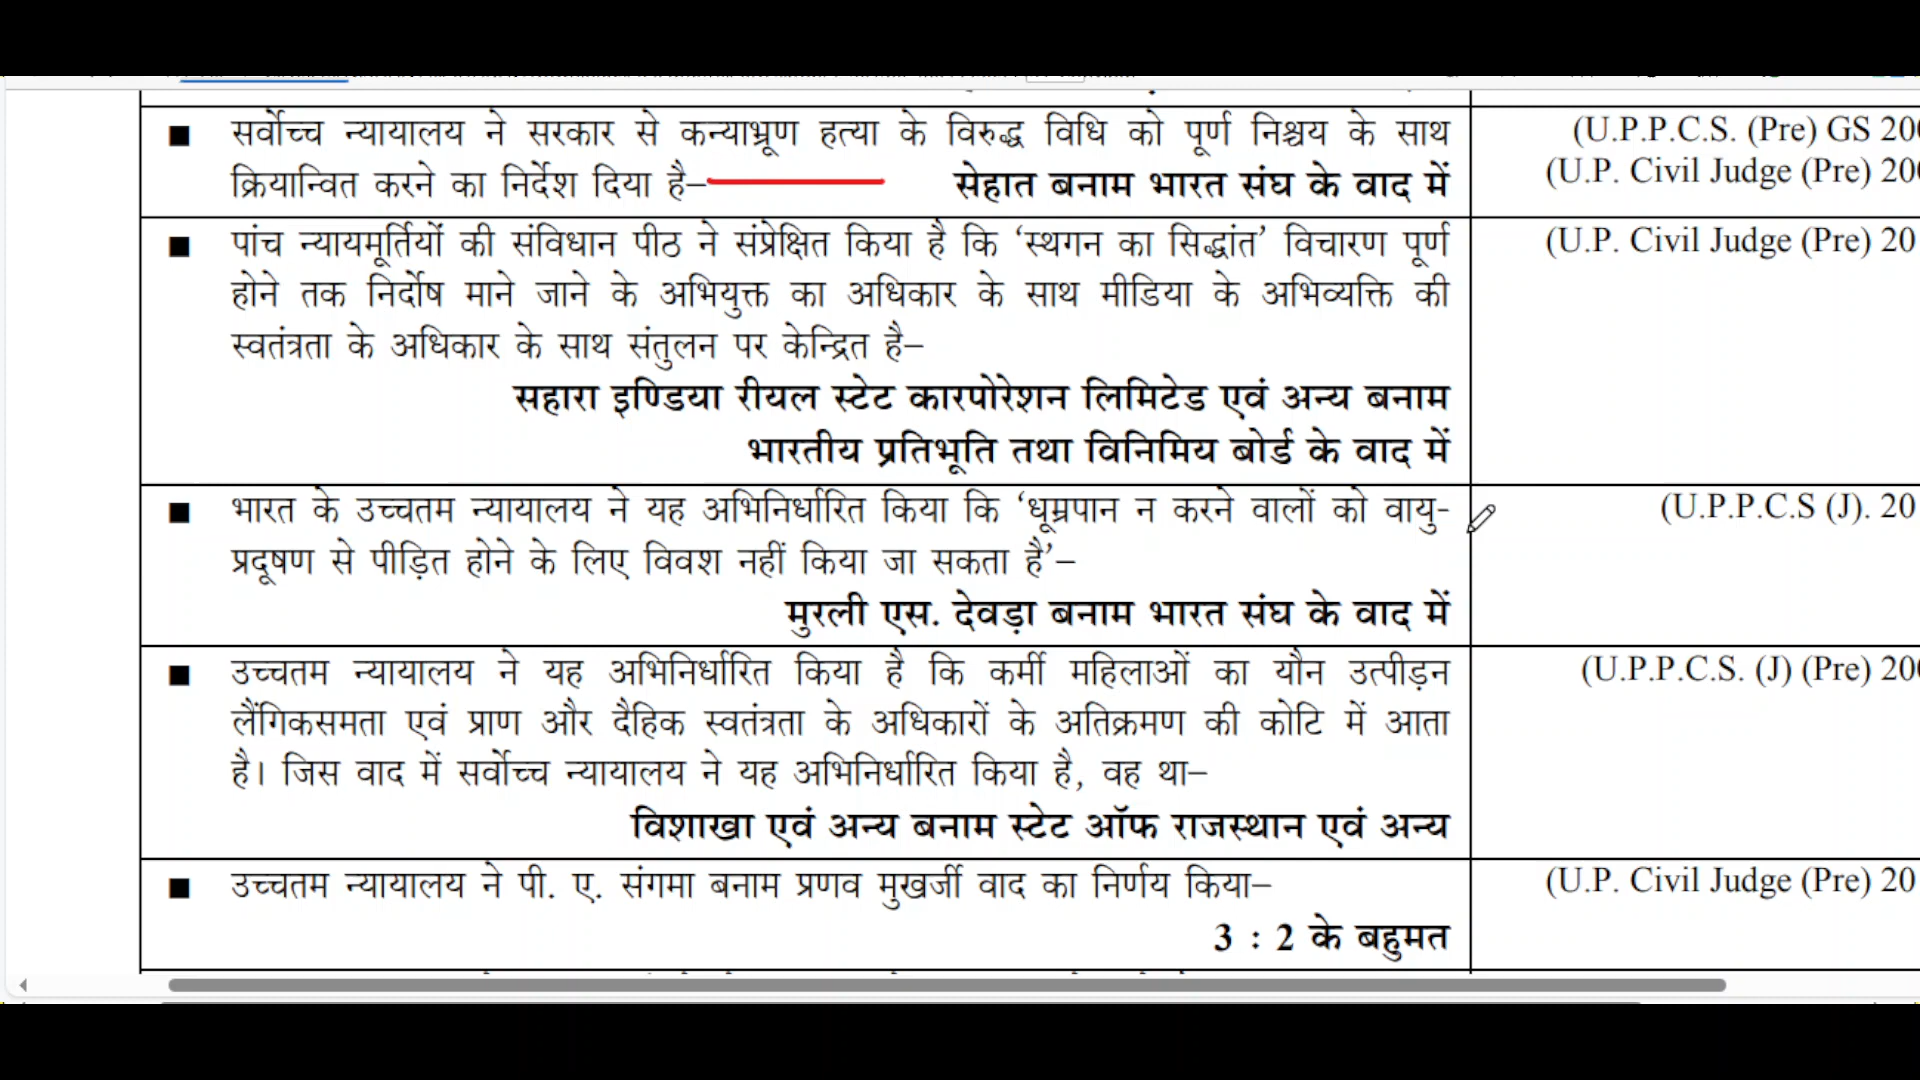 ■ सर्वोच्च न्यायालय ने सरकार से कन्याभ्रूण हत्या के विरुद्ध विधि को पूर्ण निश्चय के साथ (U.P.P.C.S. (Pre) GS 200
क्रियान्वित करने का निर्देश दिया है– सेहात बनाम भारत संघ के वाद में (U.P. Civil Judge (Pre) 200
■ पांच न्यायमूर्तियों की संविधान पीठ ने संप्रेक्षित किया है कि ‘स्थगन का सिद्धांत’ विचारण पूर्ण (U.P. Civil Judge (Pre) 20
होने तक निर्दोष माने जाने के अभियुक्त का अधिकार के साथ मीडिया के अभिव्यक्ति की
स्वतंत्रता के अधिकार के साथ संतुलन पर केन्द्रित है–
सहारा इण्डिया रीयल स्टेट कारपोरेशन लिमिटेड एवं अन्य बनाम
भारतीय प्रतिभूति तथा विनिमिय बोर्ड के वाद में
■ भारत के उच्चतम न्यायालय ने यह अभिनिर्धारित किया कि ‘धूम्रपान न करने वालों को वायु- (U.P.P.C.S (J). 20
प्रदूषण से पीड़ित होने के लिए विवश नहीं किया जा सकता है’–
मुरली एस. देवड़ा बनाम भारत संघ के वाद में
■ उच्चतम न्यायालय ने यह अभिनिर्धारित किया है कि कर्मी महिलाओं का यौन उत्पीड़न (U.P.P.C.S. (J) (Pre) 200
लैंगिकसमता एवं प्राण और दैहिक स्वतंत्रता के अधिकारों के अतिक्रमण की कोटि में आता
है। जिस वाद में सर्वोच्च न्यायालय ने यह अभिनिर्धारित किया है, वह था–
विशाखा एवं अन्य बनाम स्टेट ऑफ राजस्थान एवं अन्य
■ उच्चतम न्यायालय ने पी. ए. संगमा बनाम प्रणव मुखर्जी वाद का निर्णय किया– (U.P. Civil Judge (Pre) 20
3 : 2 के बहुमत